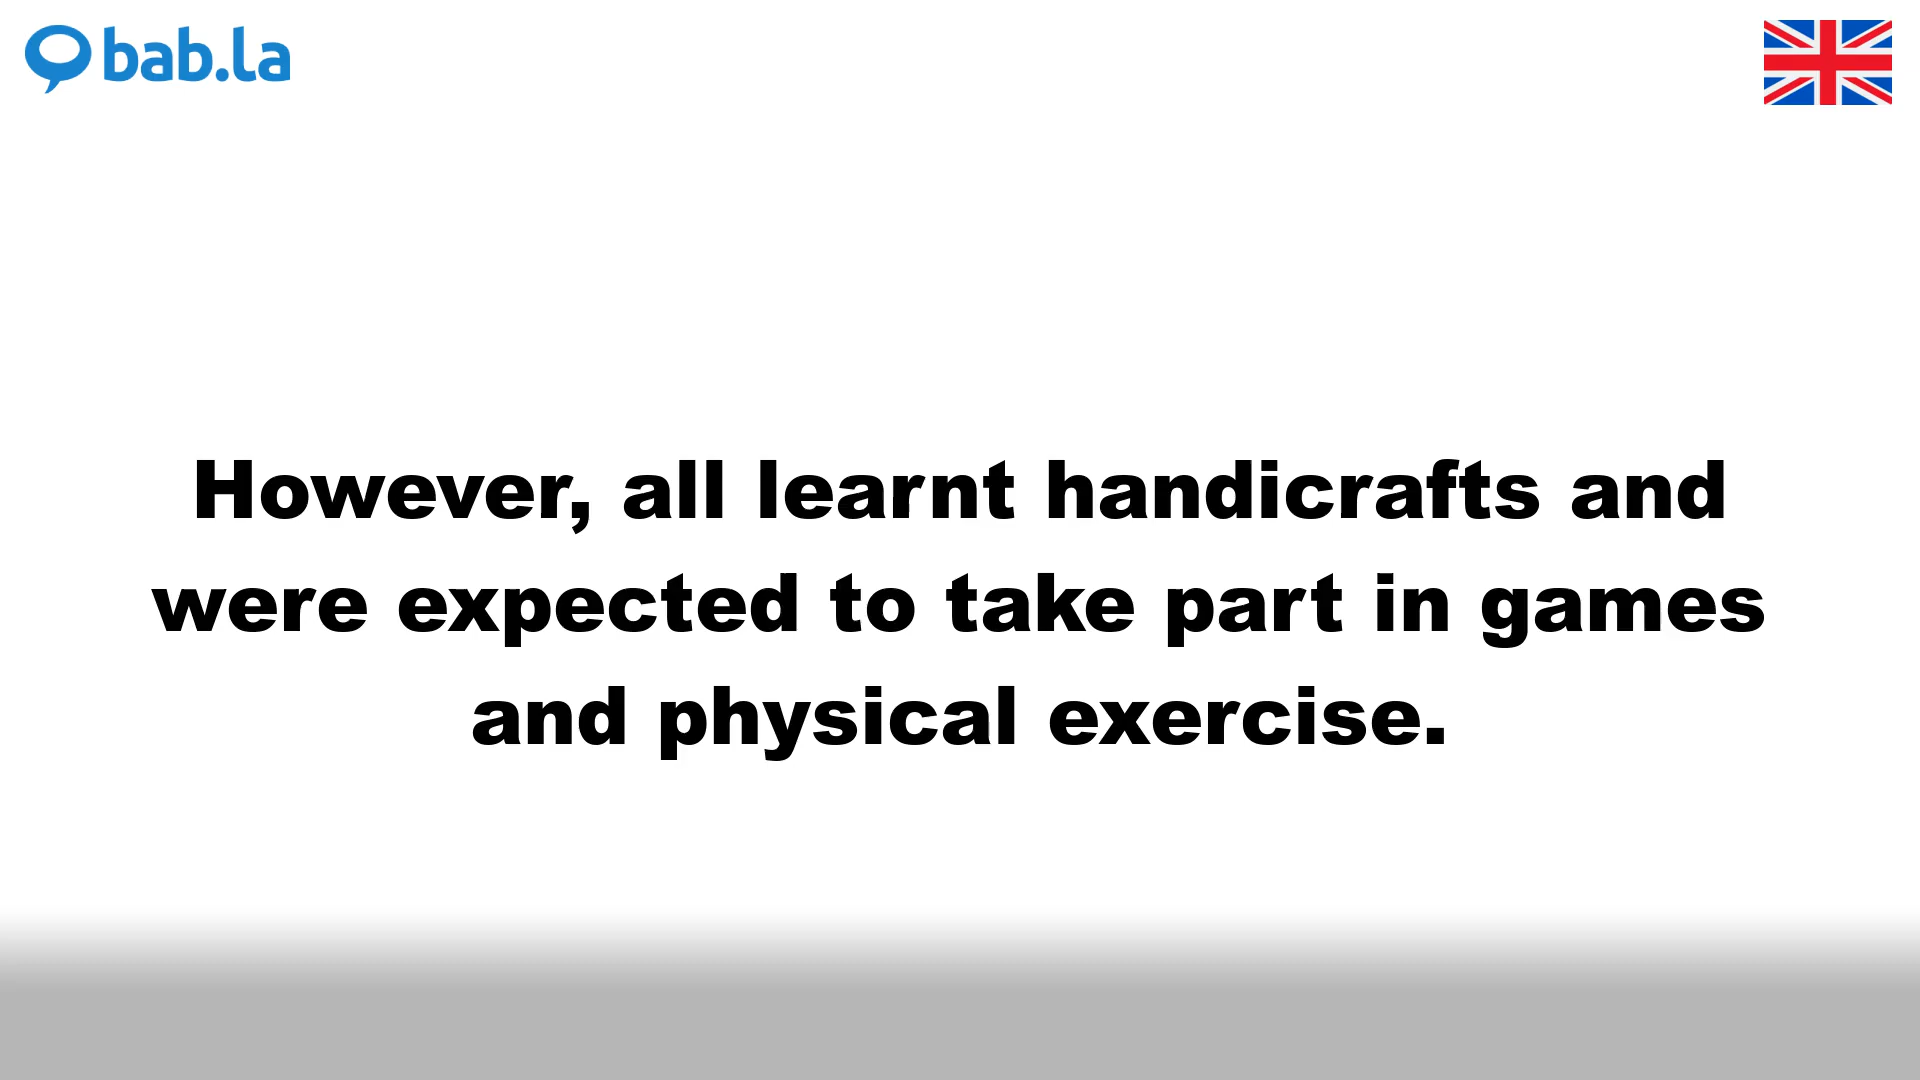 bab.la
However, all learnt handicrafts and
were expected to take part in games
and physical exercise.